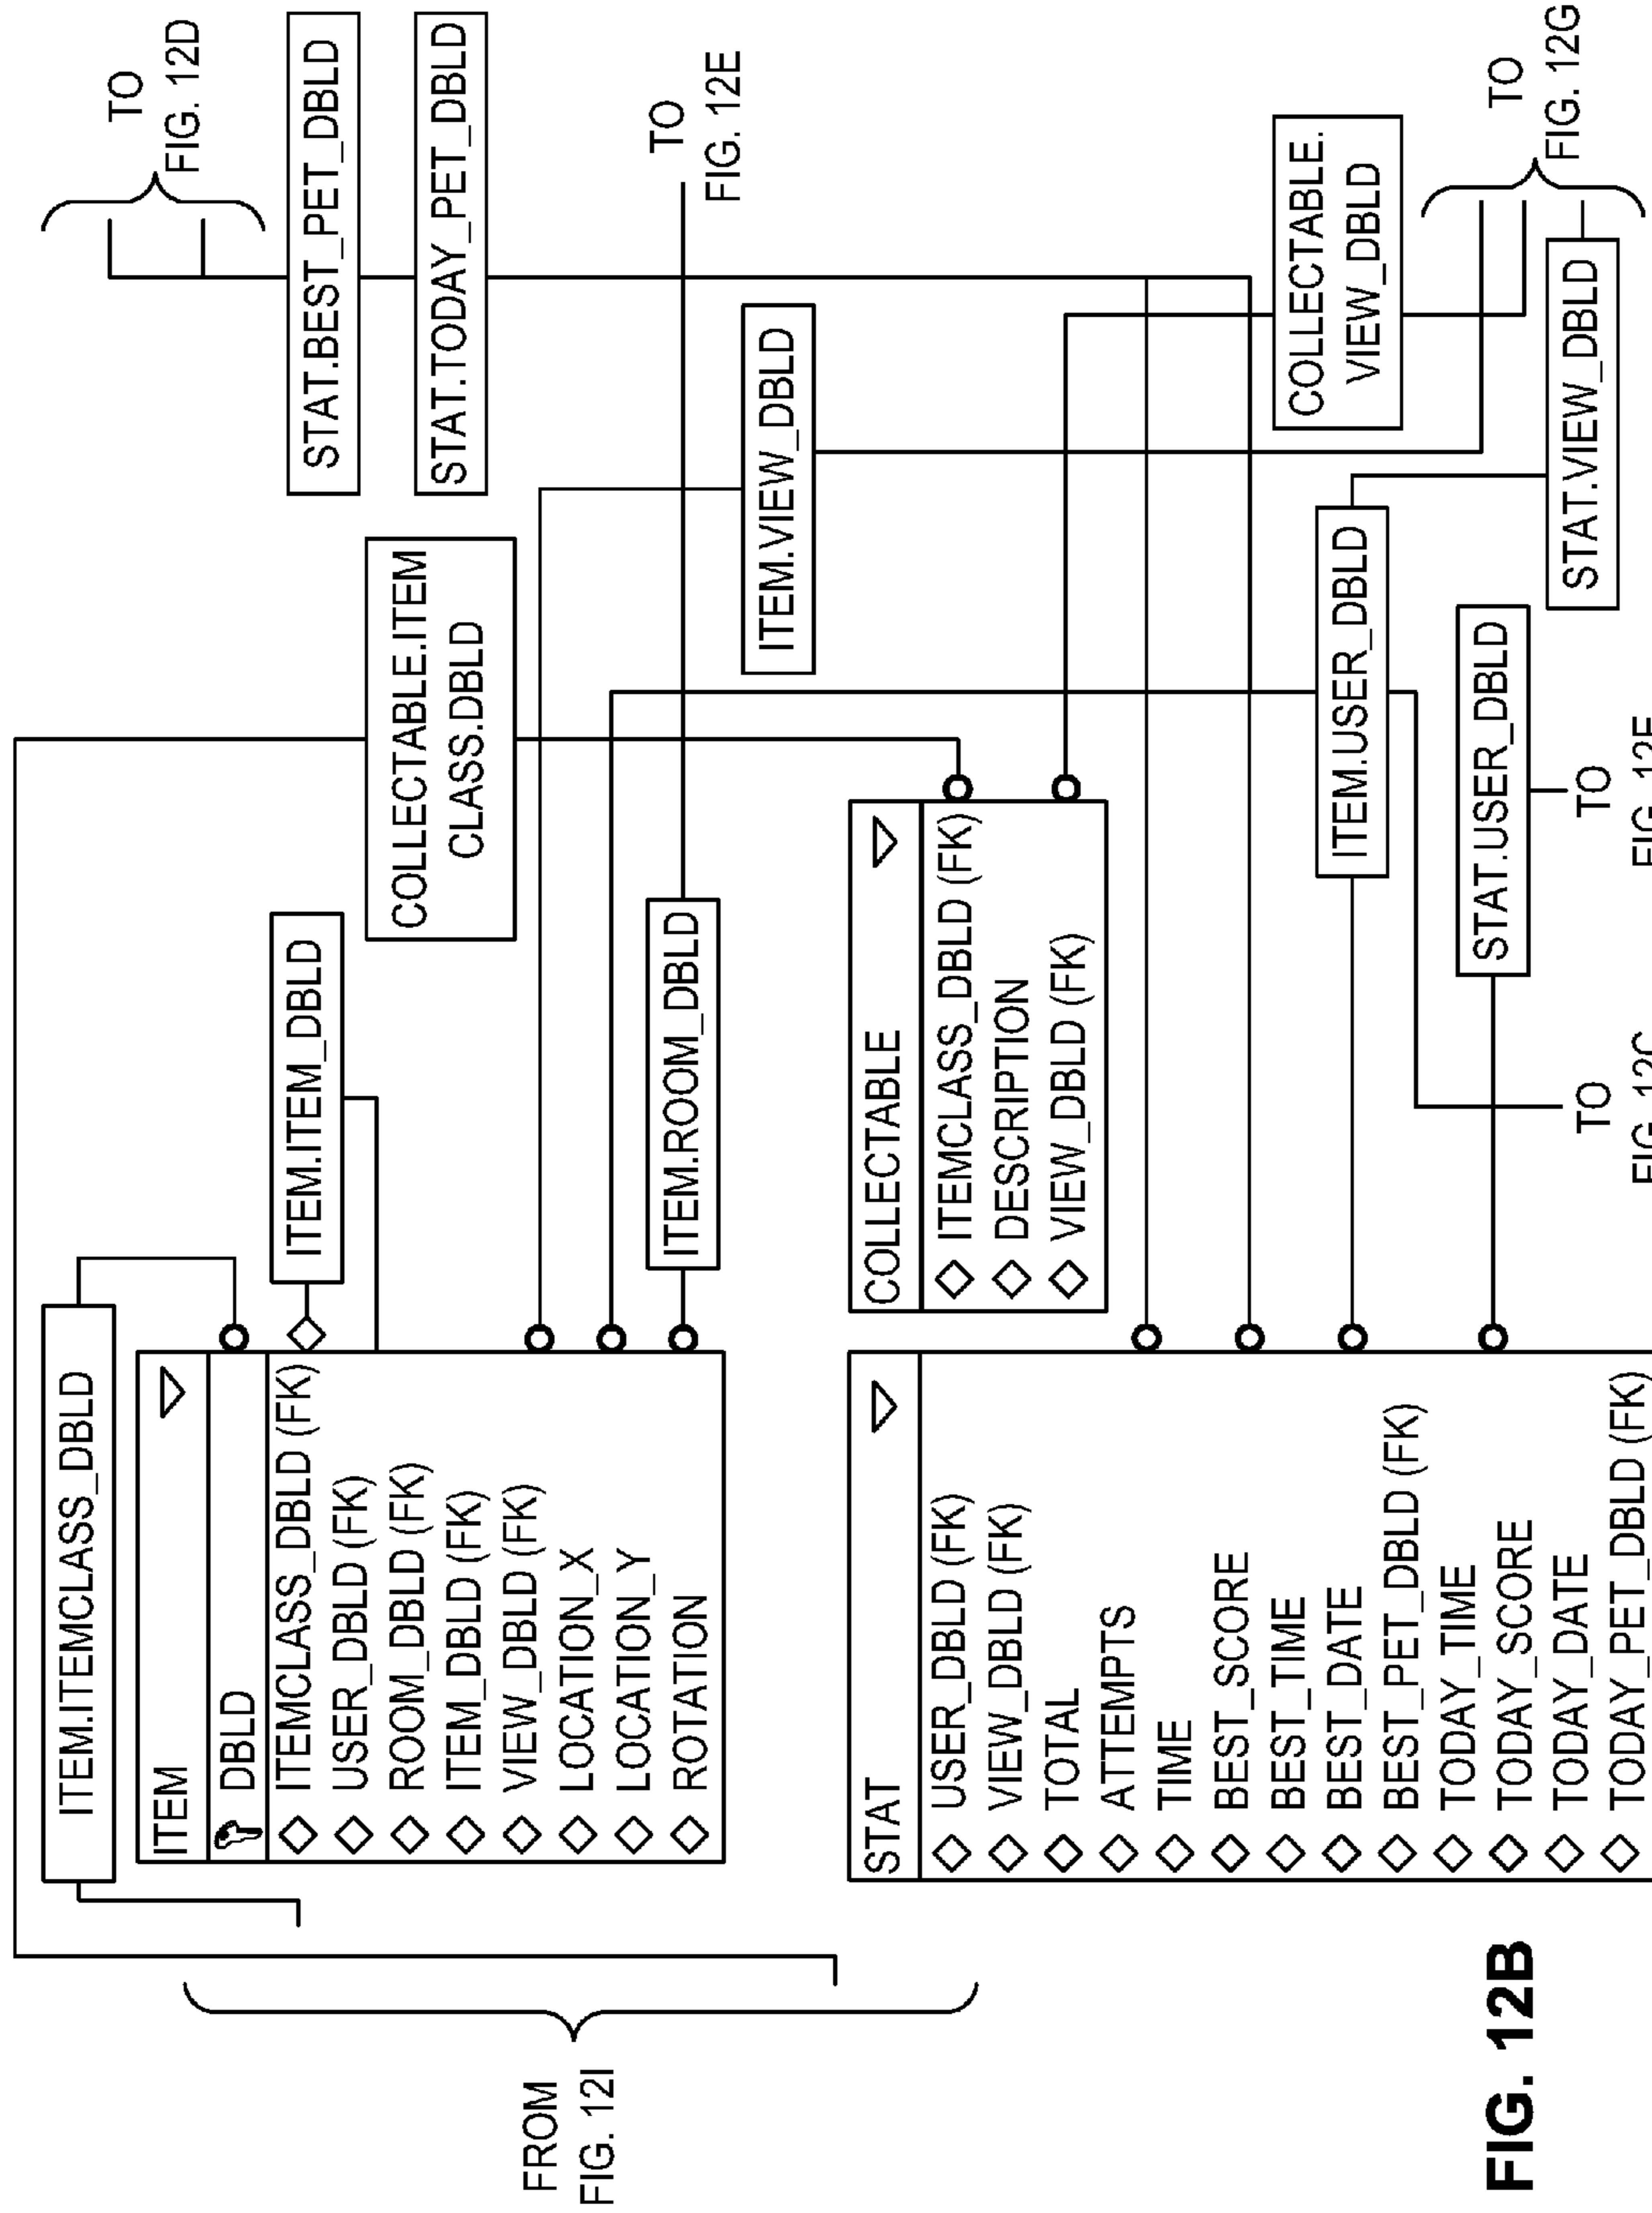 ITEM.ITEMCLASS_DBLD
ITEM
DBLD
ITEMCLASS_DBLD (FK)
USER_DBLD (FK)
ROOM_DBLD (FK)
ITEM_DBLD (FK)
VIEW_DBLD (FK)
LOCATION_X
LOCATION_Y
ROTATION
ITEM.ITEM_DBLD
COLLECTABLE.ITEM
CLASS.DBLD
STAT.BEST_PET_DBLD
STAT.TODAY_PET_DBLD
TO
FIG. 12D
ITEM.ROOM_DBLD
TO
FIG. 12E
ITEM.VIEW_DBLD
FROM
FIG. 12I
COLLECTABLE
ITEMCLASS_DBLD (FK)
DESCRIPTION
VIEW_DBLD (FK)
STAT
USER_DBLD (FK)
VIEW_DBLD (FK)
TOTAL
ATTEMPTS
TIME
BEST_SCORE
BEST_TIME
BEST_DATE
BEST_PET_DBLD (FK)
TODAY_TIME
TODAY_SCORE
TODAY_DATE
TODAY_PET_DBLD (FK)
COLLECTABLE.
VIEW_DBLD
ITEM.USER_DBLD
STAT.USER_DBLD
STAT.VIEW_DBLD
TO
FIG. 12G
TO
FIG. 12C
TO
FIG.
FIG. 12B